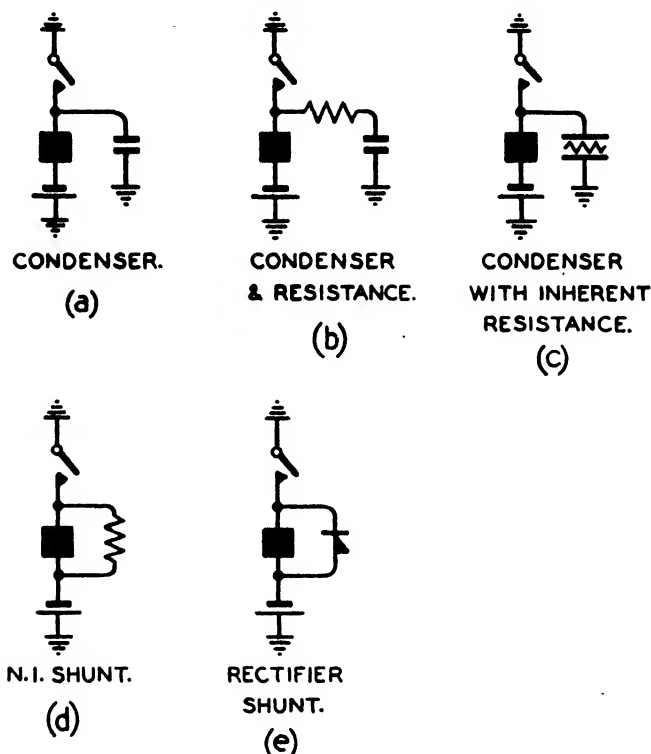 CONDENSER.
(a)
CONDENSER
& RESISTANCE.
(b)
CONDENSER
WITH INHERENT
RESISTANCE.
(c)
N.I. SHUNT.
(d)
RECTIFIER
SHUNT.
(e)